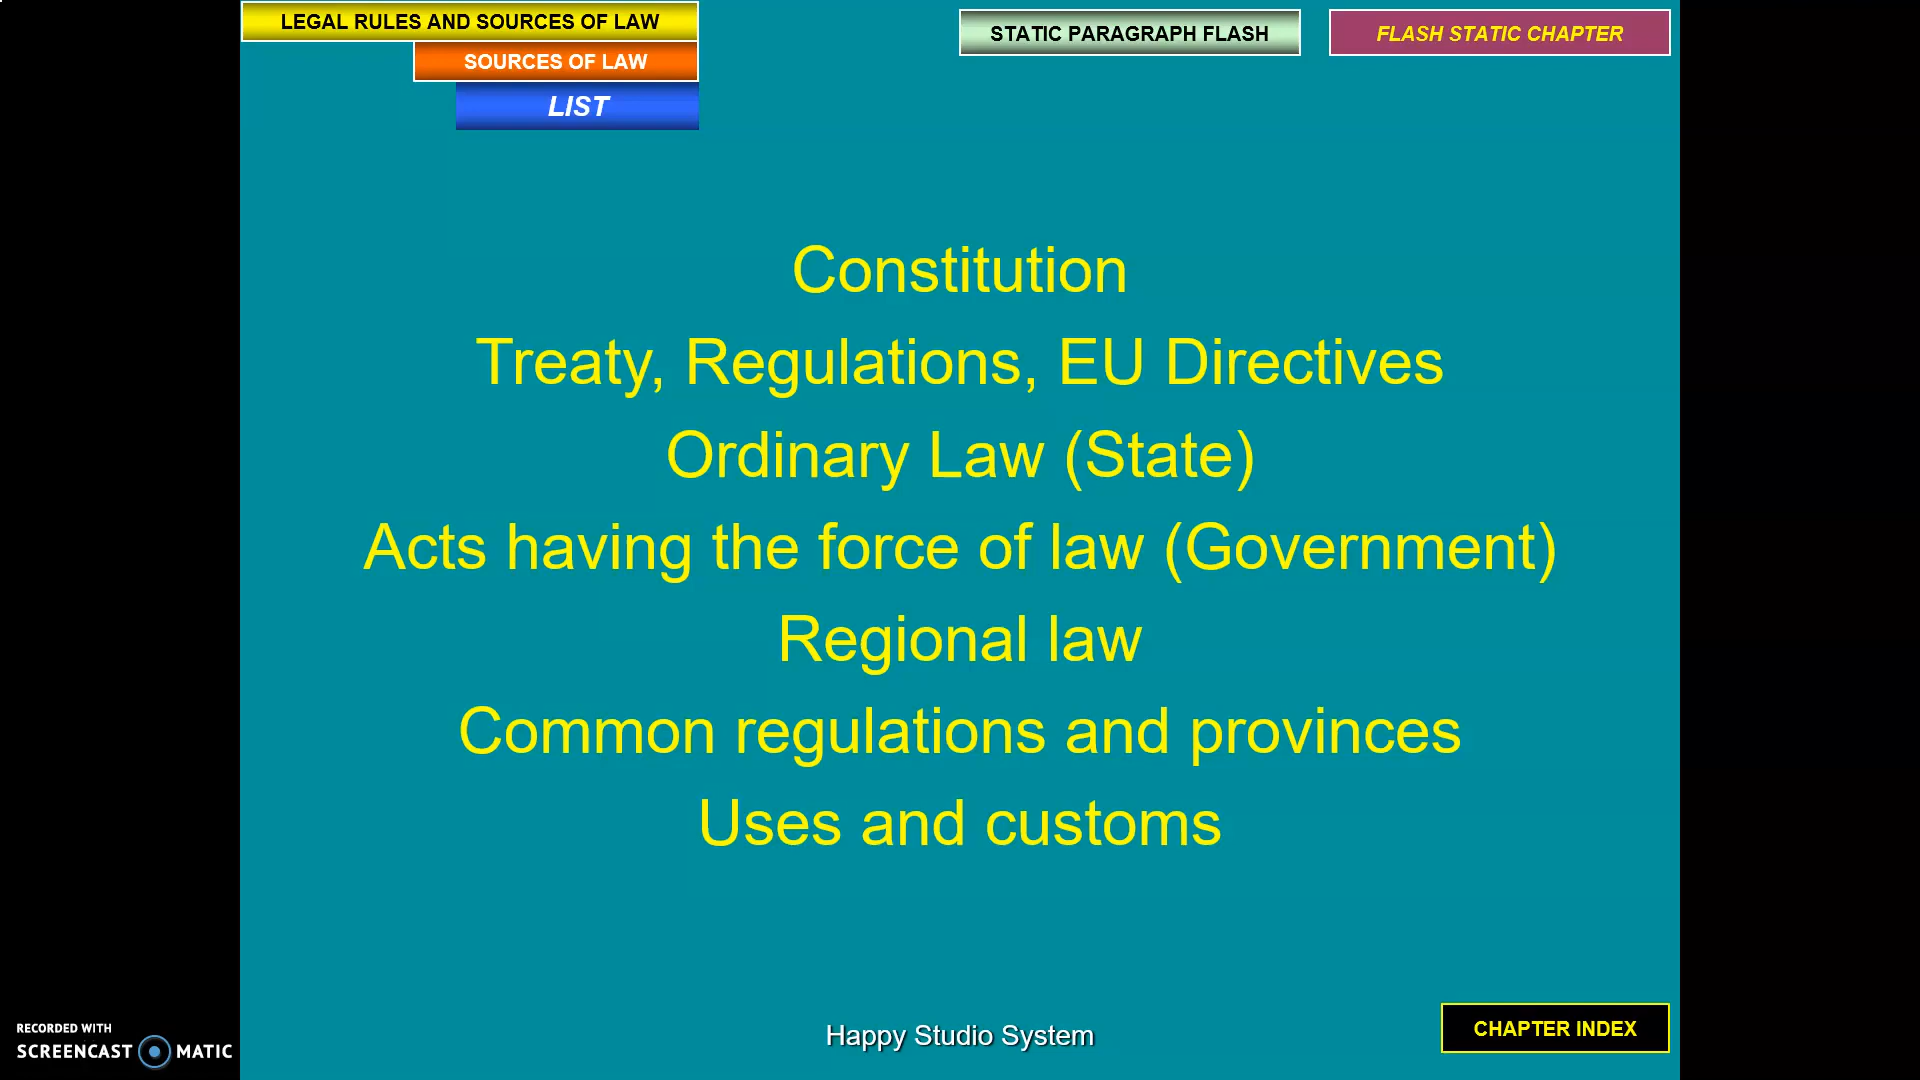 LEGAL RULES AND SOURCES OF LAW
SOURCES OF LAW
LIST
STATIC PARAGRAPH FLASH
FLASH STATIC CHAPTER
Constitution
Treaty, Regulations, EU Directives
Ordinary Law (State)
Acts having the force of law (Government)
Regional law
Common regulations and provinces
Uses and customs
Happy Studio System
CHAPTER INDEX
RECORDED WITH
SCREENCAST MATIC